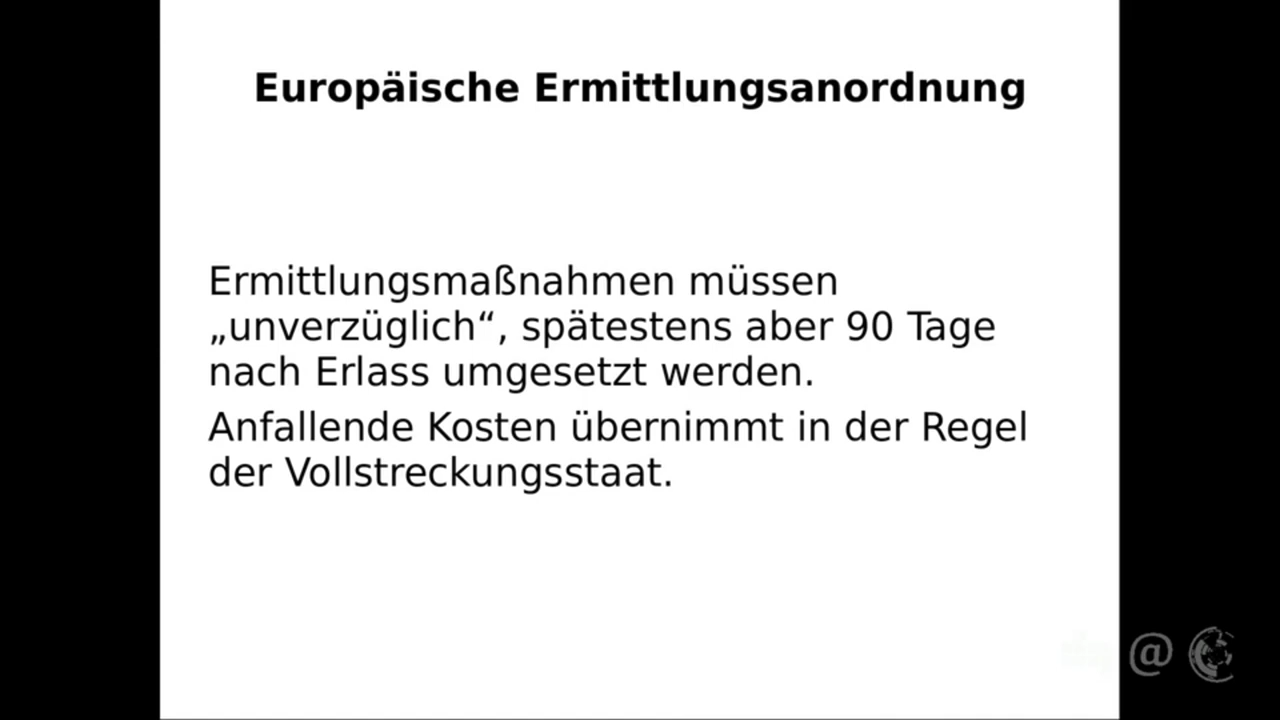 Europäische Ermittlungsanordnung
Ermittlungsmaßnahmen müssen
„unverzüglich“, spätestens aber 90 Tage
nach Erlass umgesetzt werden.
Anfallende Kosten übernimmt in der Regel
der Vollstreckungsstaat.
@